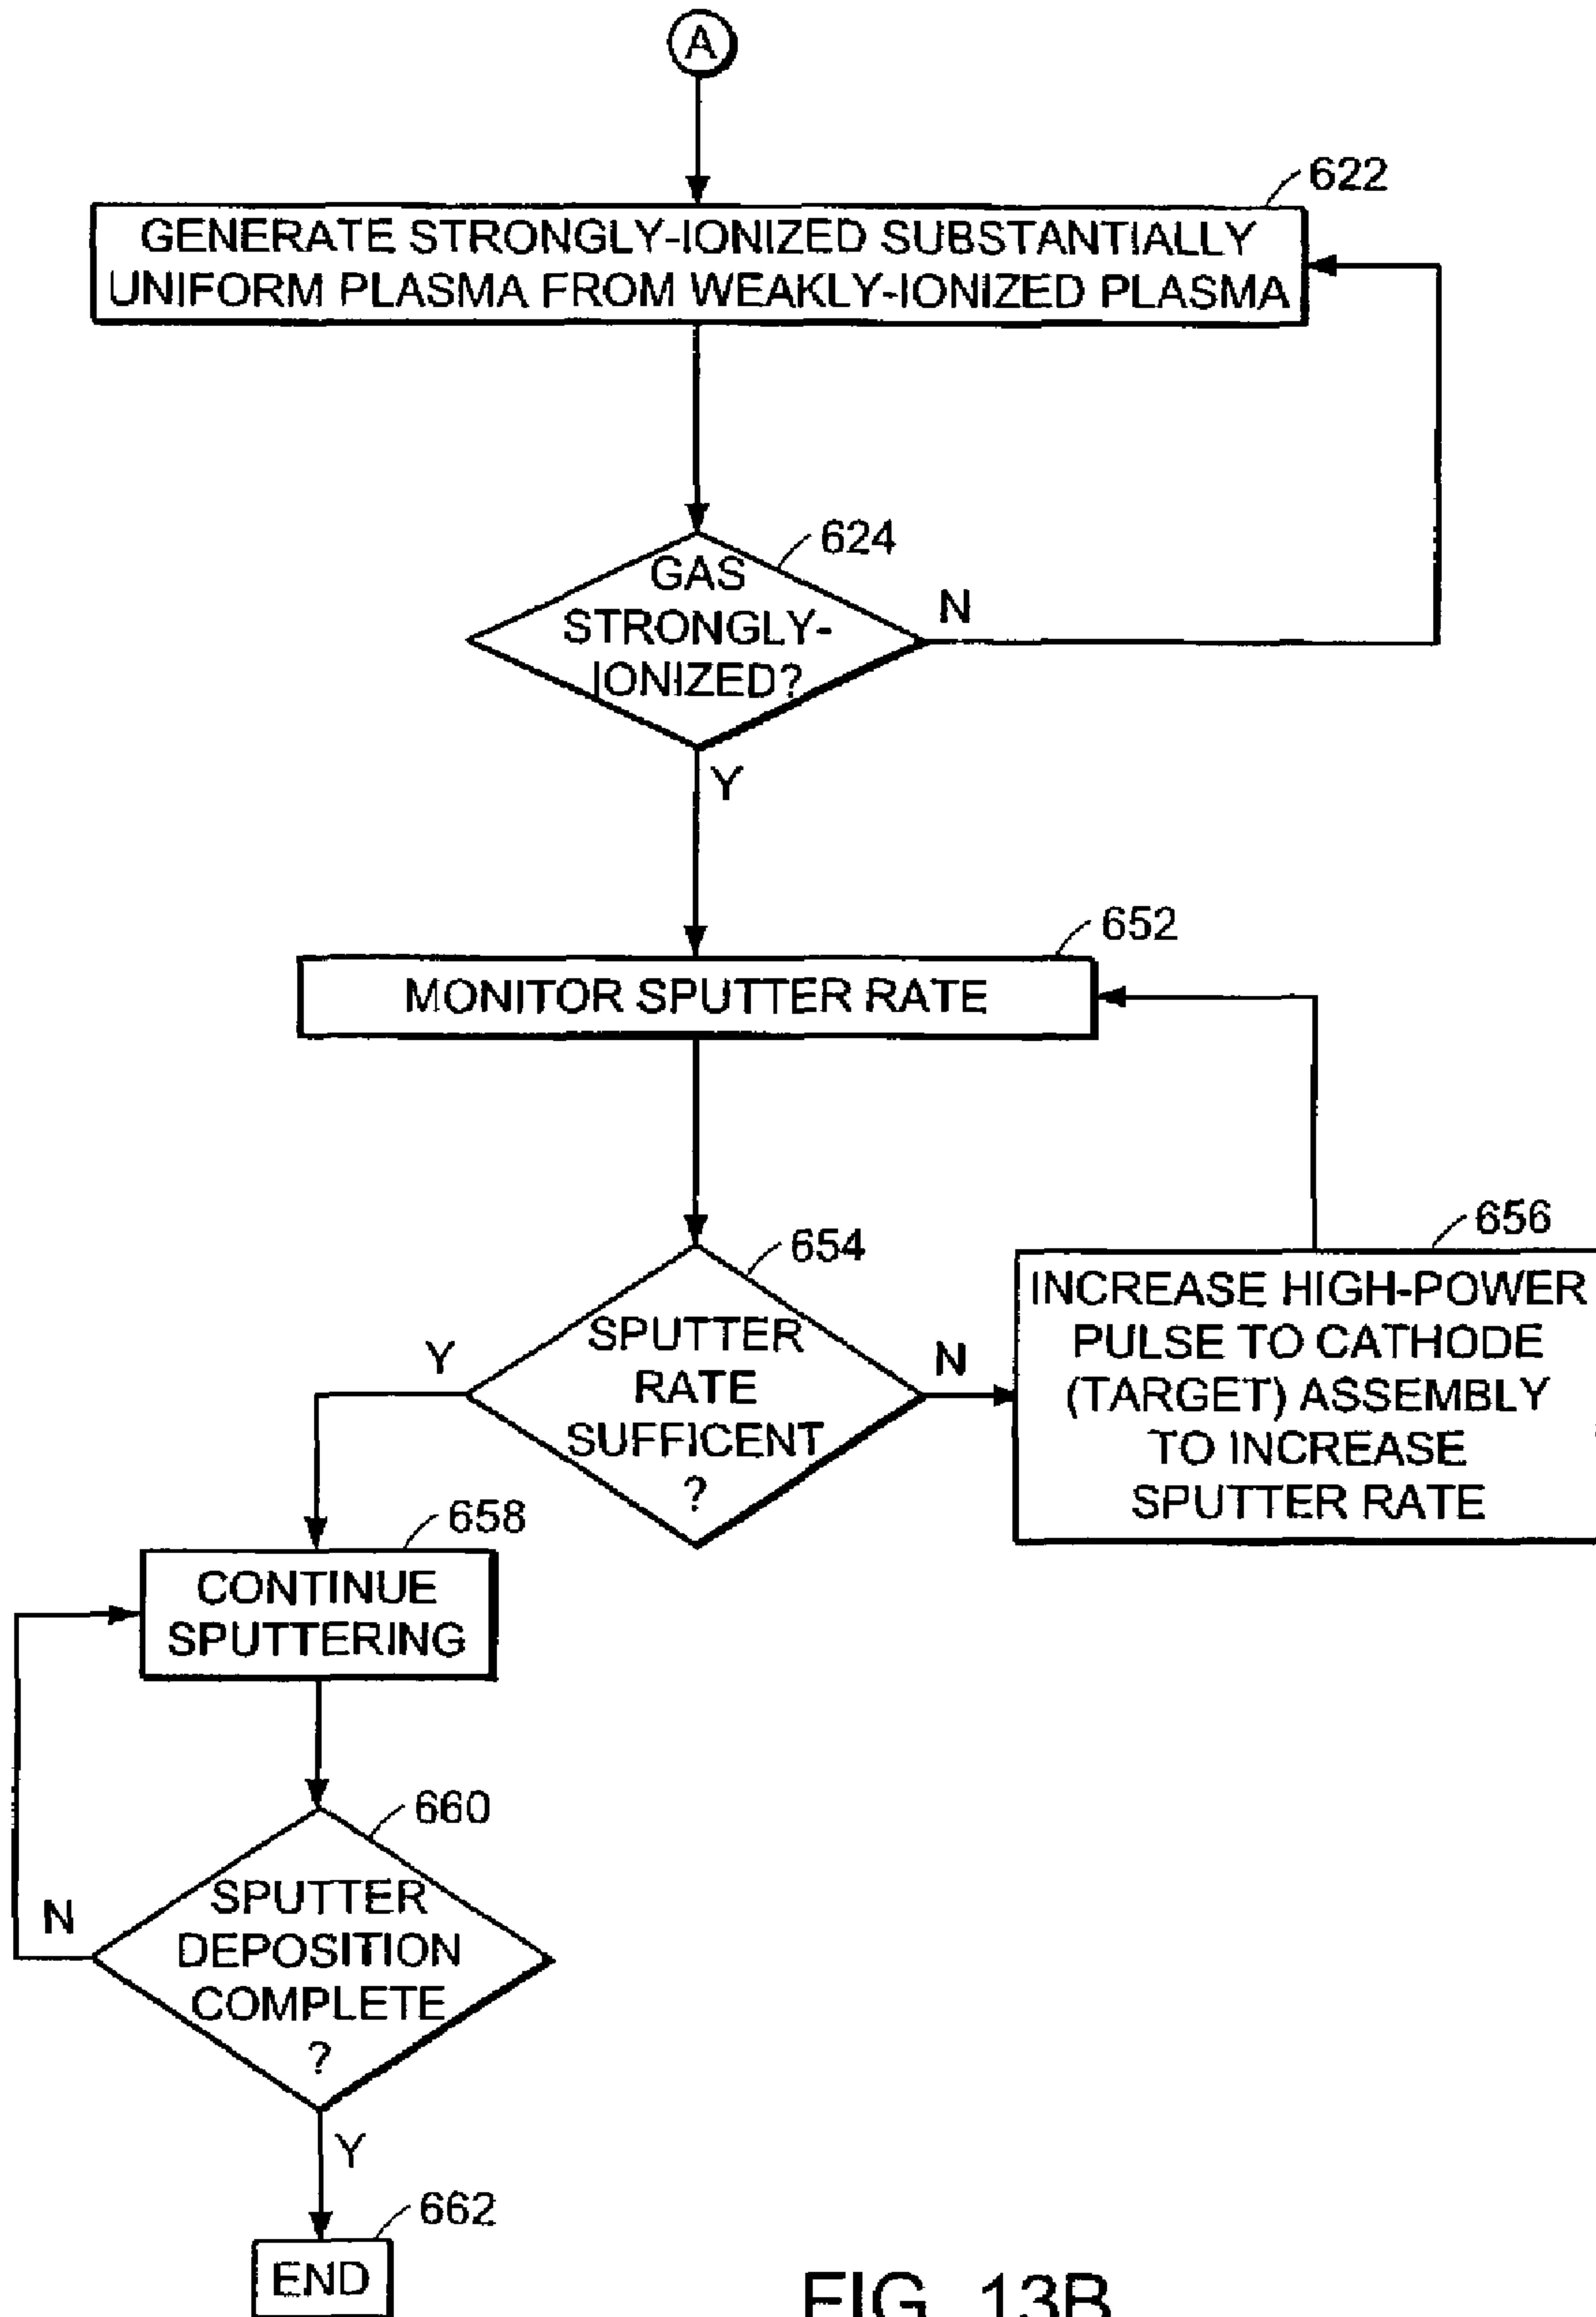 A
622
GENERATE STRONGLY-IONIZED SUBSTANTIALLY
UNIFORM PLASMA FROM WEAKLY-IONIZED PLASMA
624
GAS
STRONGLY-
IONIZED?
N
Y
652
MONITOR SPUTTER RATE
654
SPUTTER
RATE
SUFFICENT
?
Y
N
656
INCREASE HIGH-POWER
PULSE TO CATHODE
(TARGET) ASSEMBLY
TO INCREASE
SPUTTER RATE
658
CONTINUE
SPUTTERING
660
SPUTTER
DEPOSITION
COMPLETE
?
N
Y
662
END
FIG. 13B